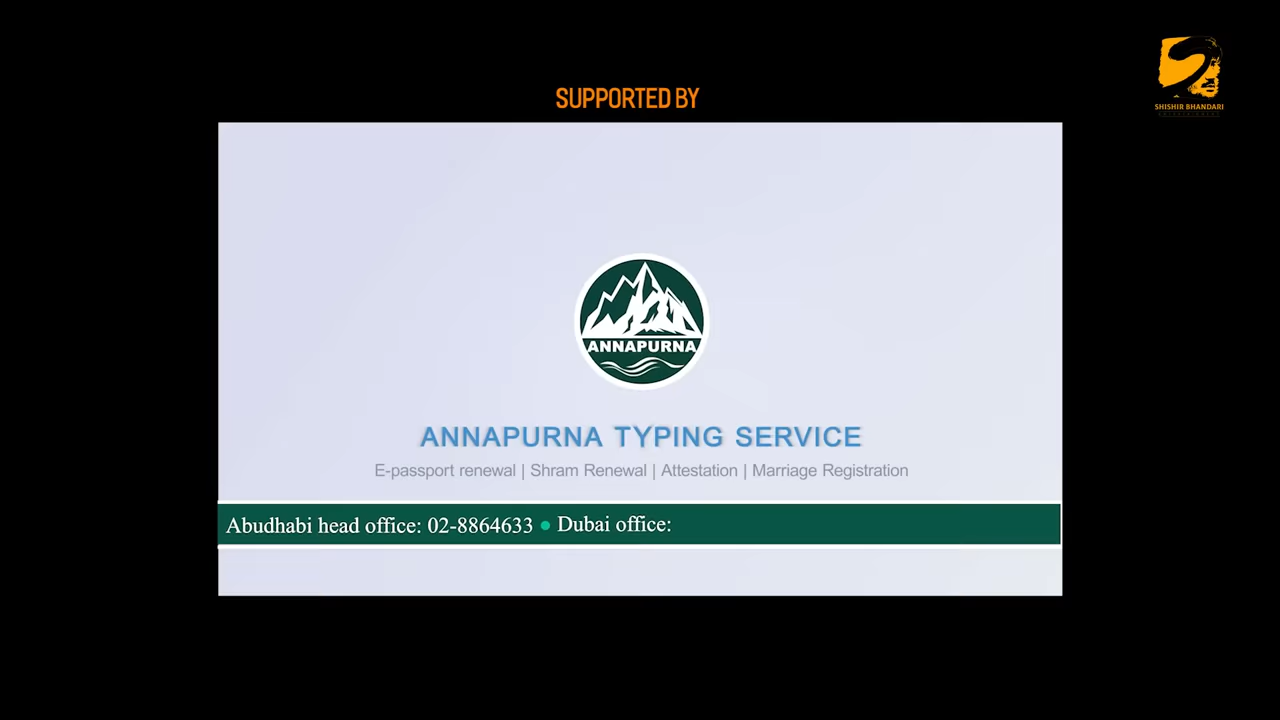 SHISHIR BHANDARI
SUPPORTED BY
ANNAPURNA
ANNAPURNA TYPING SERVICE
E-passport renewal | Shram Renewal | Attestation | Marriage Registration
Abudhabi head office: 02-8864633 ● Dubai office: